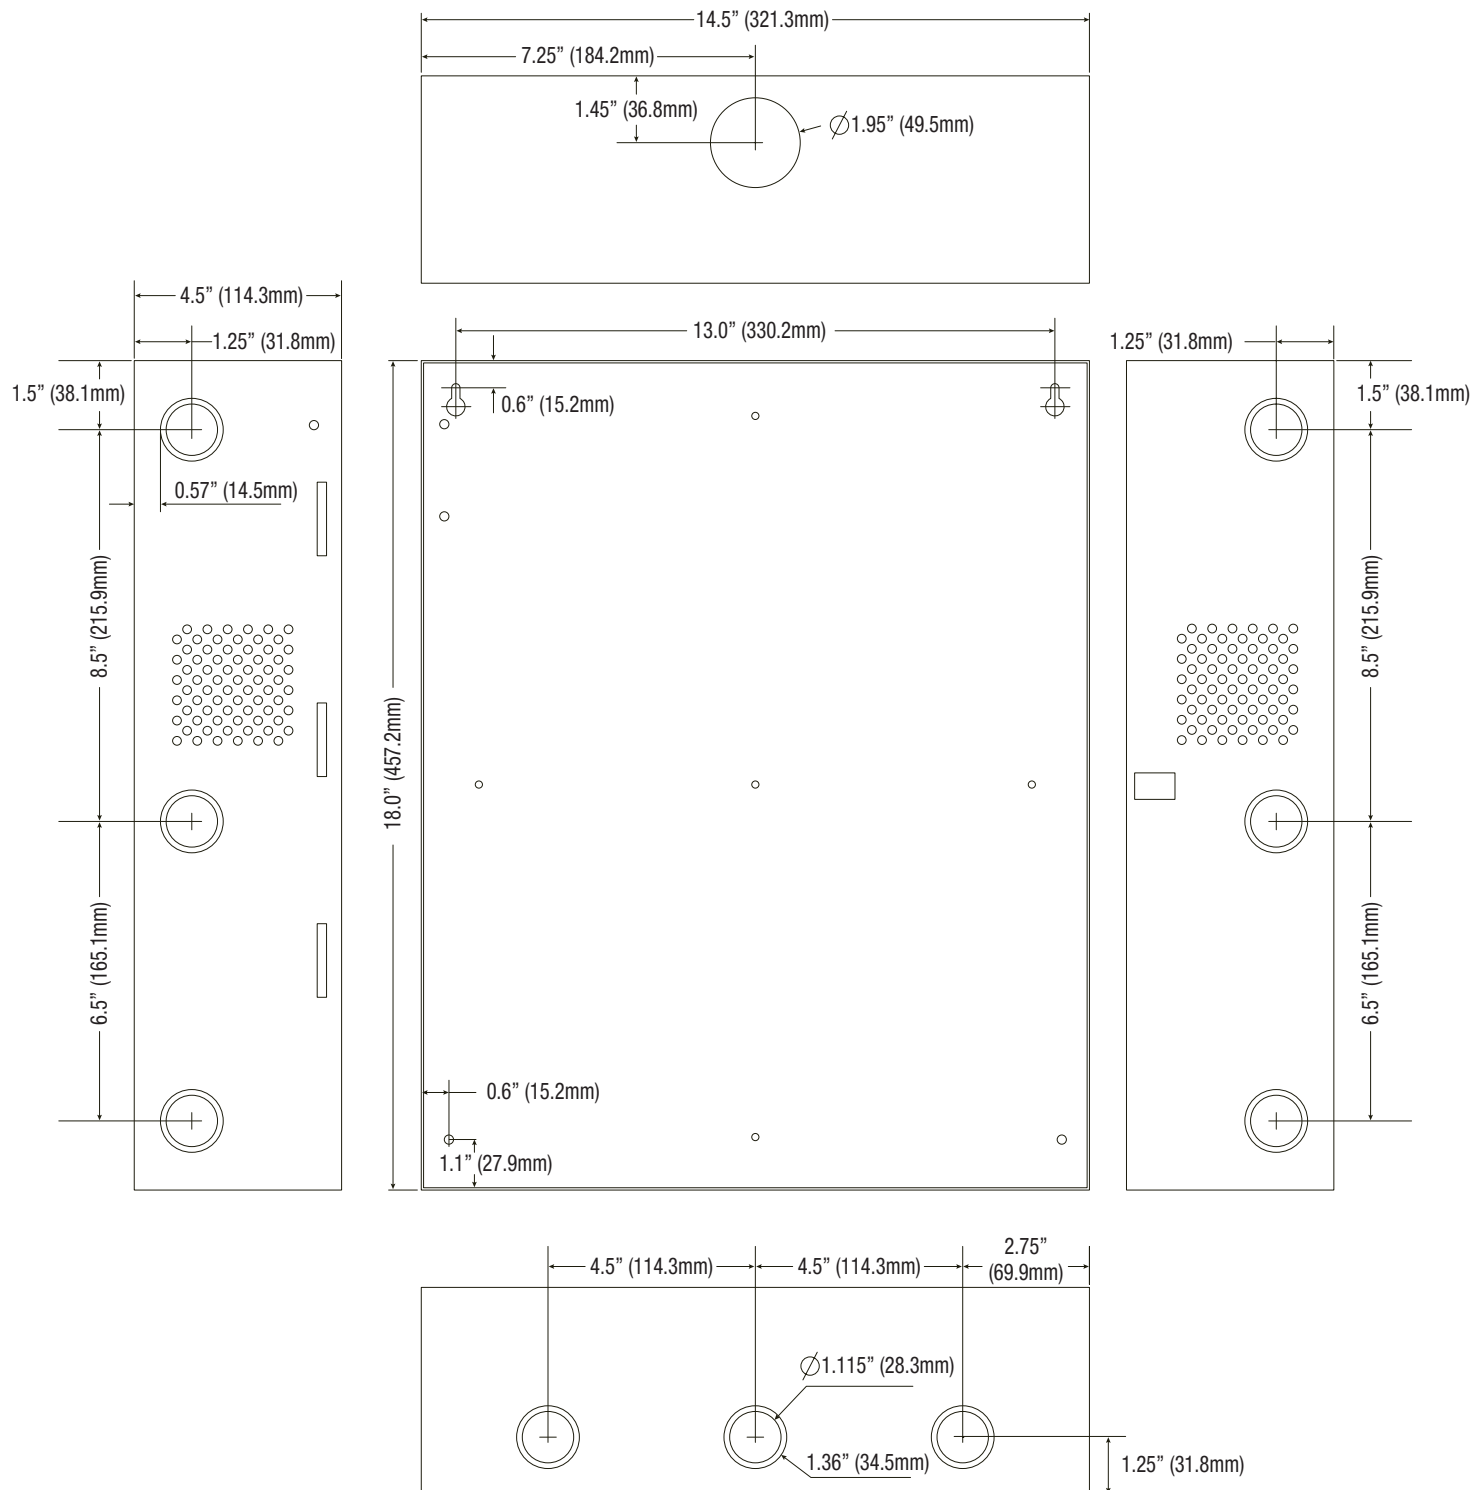 14.5” (321.3mm)
7.25” (184.2mm)
1.45” (36.8mm)
∅1.95” (49.5mm)
4.5” (114.3mm)
13.0” (330.2mm)
1.25” (31.8mm)
1.25” (31.8mm)
1.5” (38.1mm)
0.6” (15.2mm)
1.5” (38.1mm)
0.57” (14.5mm)
8.5” (215.9mm)
8.5” (215.9mm)
18.0” (457.2mm)
6.5” (165.1mm)
6.5” (165.1mm)
0.6” (15.2mm)
1.1” (27.9mm)
4.5” (114.3mm)
4.5” (114.3mm)
2.75”
(69.9mm)
∅1.115” (28.3mm)
1.36” (34.5mm)
1.25” (31.8mm)